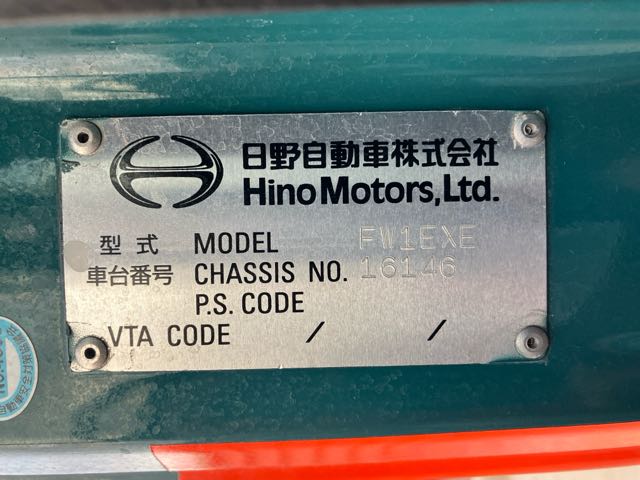 日野自動車株式会社
Hino Motors, Ltd.
型式 MODEL FW1EXE
車台番号 CHASSIS NO. 16146
P.S. CODE
VTA CODE / /